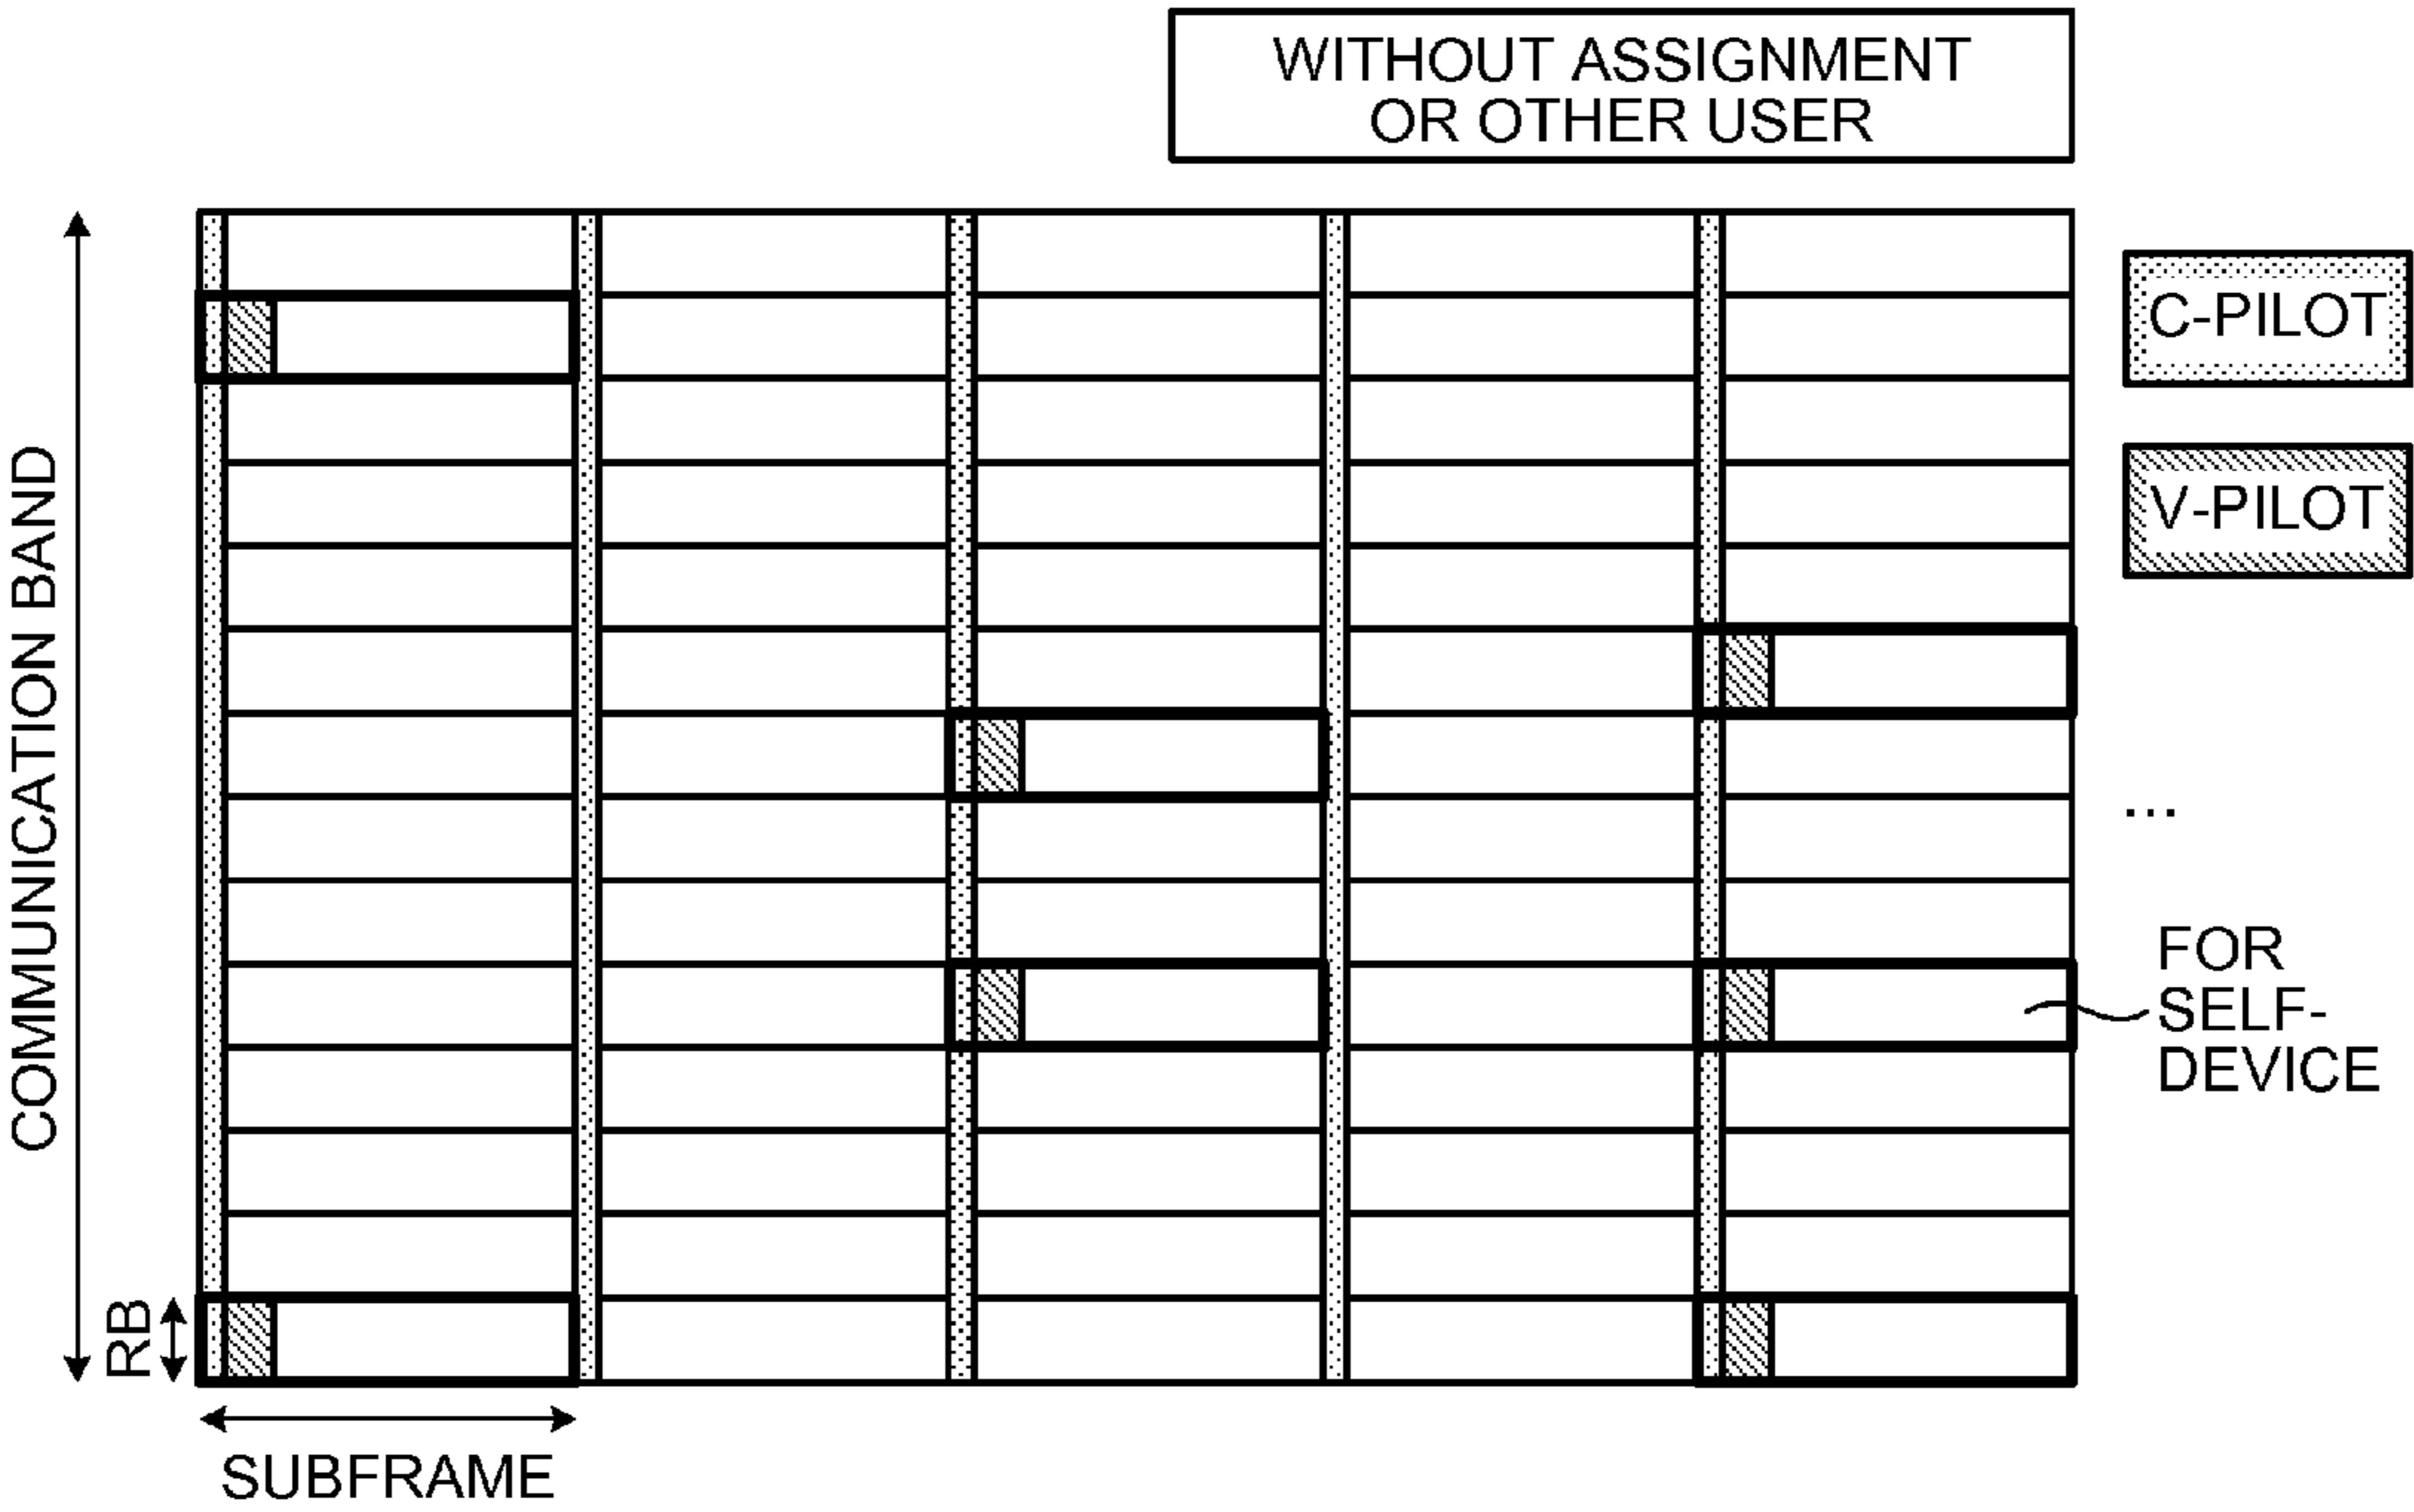 WITHOUT ASSIGNMENT
OR OTHER USER
C-PILOT
V-PILOT
COMMUNICATION BAND
...
FOR
SELF-
DEVICE
RB
SUBFRAME